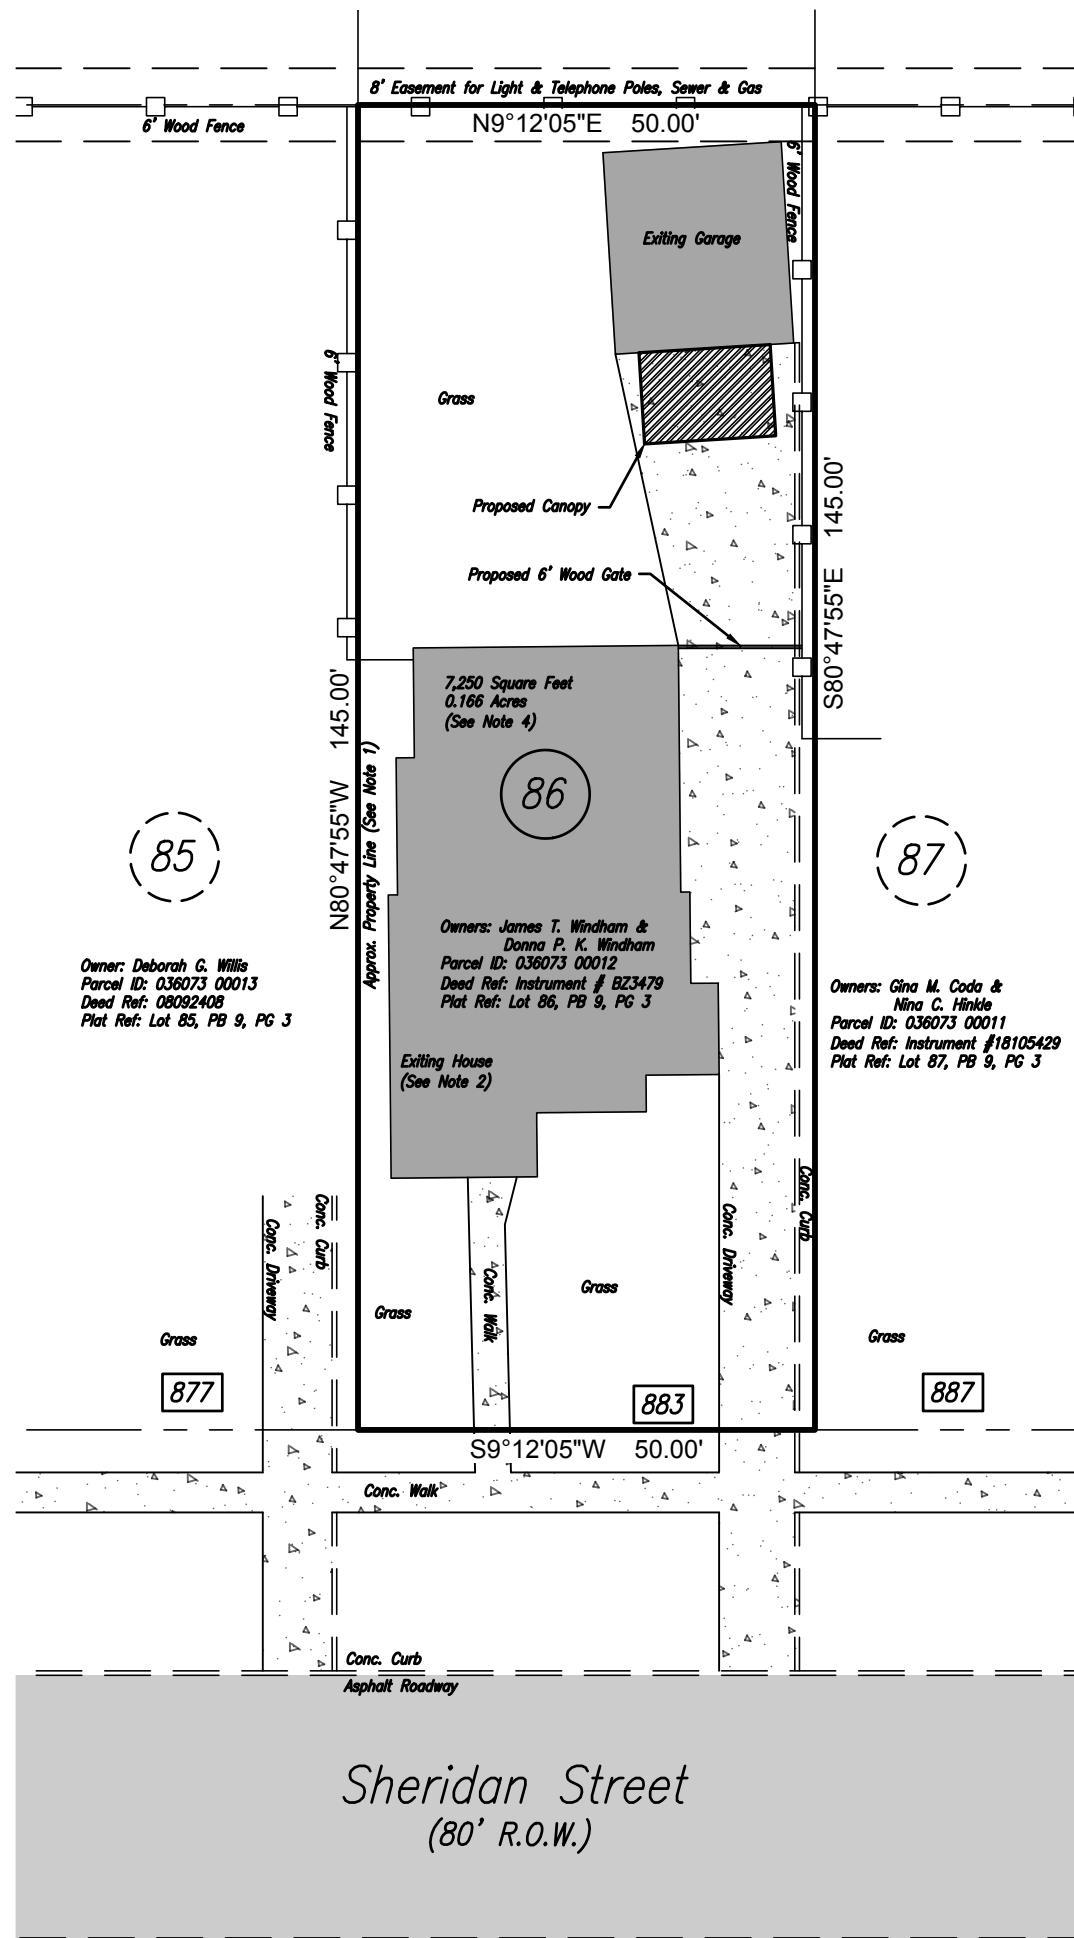 8' Easement for Light & Telephone Poles, Sewer & Gas
N9°12'05"E 50.00'
6' Wood Fence
6' Wood Fence
Exiting Garage
6' Wood Fence
Grass
Proposed Canopy
S80°47'55"E 145.00'
Proposed 6' Wood Gate
7,250 Square Feet
0.166 Acres
(See Note 4)
N80°47'55"W 145.00'
Approx. Property Line (See Note 1)
86
85
87
Owners: James T. Windham &
Donna P. K. Windham
Parcel ID: 036073 00012
Deed Ref: Instrument # BZ3479
Plat Ref: Lot 86, PB 9, PG 3
Owner: Deborah G. Willis
Parcel ID: 036073 00013
Deed Ref: 08092408
Plat Ref: Lot 85, PB 9, PG 3
Owners: Gina M. Coda &
Nina C. Hinkle
Parcel ID: 036073 00011
Deed Ref: Instrument #18105429
Plat Ref: Lot 87, PB 9, PG 3
Exiting House
(See Note 2)
Conc. Curb
Conc. Driveway
Conc. Curb
Conc. Driveway
Conc. Walk
Grass
Grass
Grass
Grass
877
883
887
S9°12'05"W 50.00'
Conc. Walk
Conc. Curb
Asphalt Roadway
Sheridan Street
(80' R.O.W.)